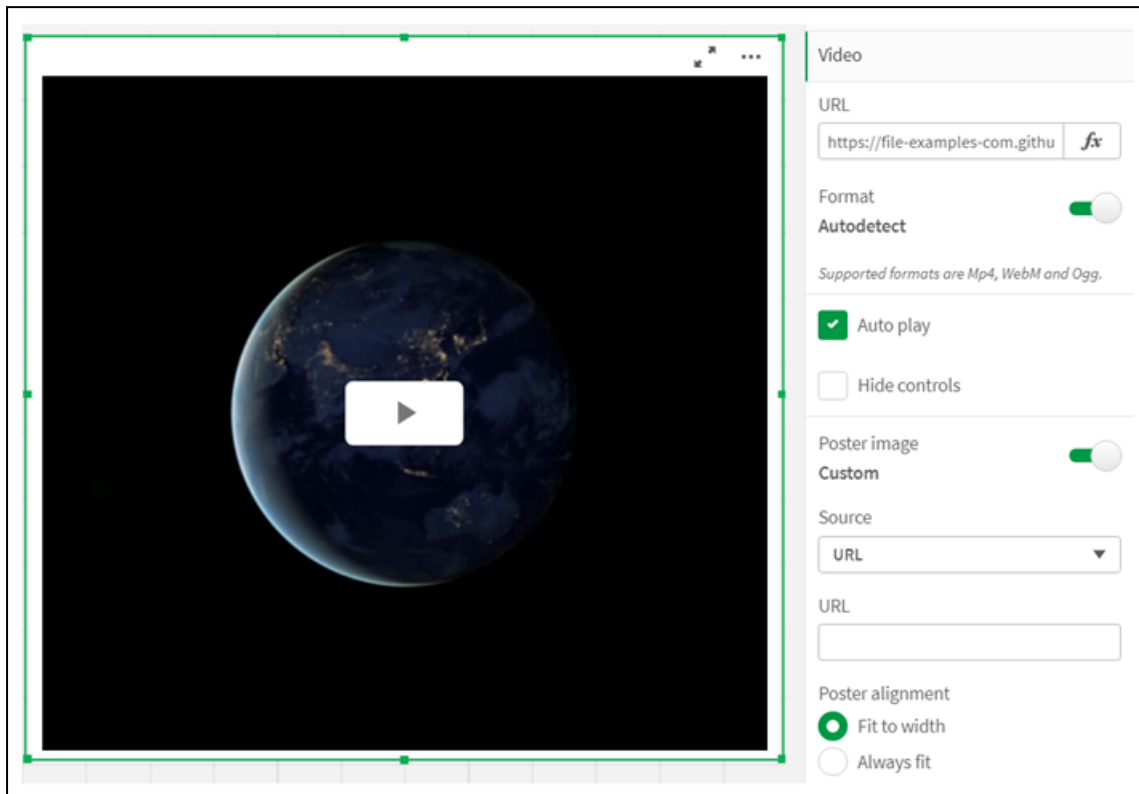 Video
URL
https://file-examples-com.githu
fx
Format
Autodetect
Supported formats are Mp4, WebM and Ogg.
Auto play
Hide controls
Poster image
Custom
Source
URL
URL
Poster alignment
Fit to width
Always fit